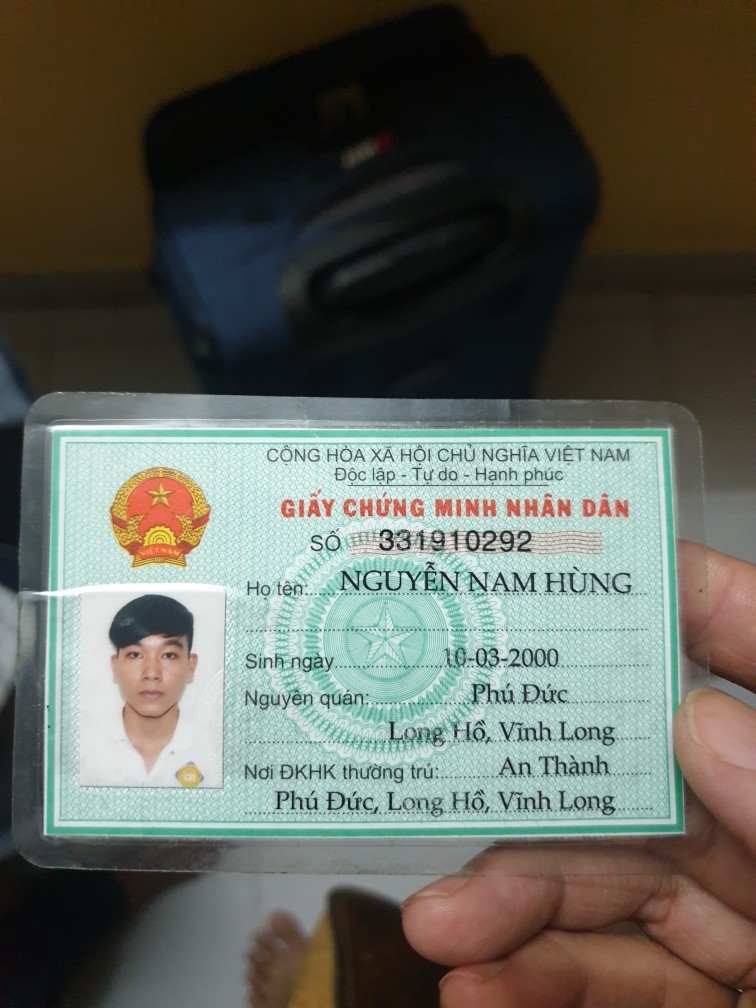 CỘNG HÒA XÃ HỘI CHỦ NGHĨA VIỆT NAM
Độc lập - Tự do - Hạnh phúc
GIẤY CHỨNG MINH NHÂN DÂN
SỐ 331910292
Họ tên: NGUYỄN NAM HÙNG
Sinh ngày 10-03-2000
Nguyên quán: Phú Đức
Long Hồ, Vĩnh Long
Nơi ĐKHK thường trú: An Thành
Phú Đức, Long Hồ, Vĩnh Long
VIỆT NAM